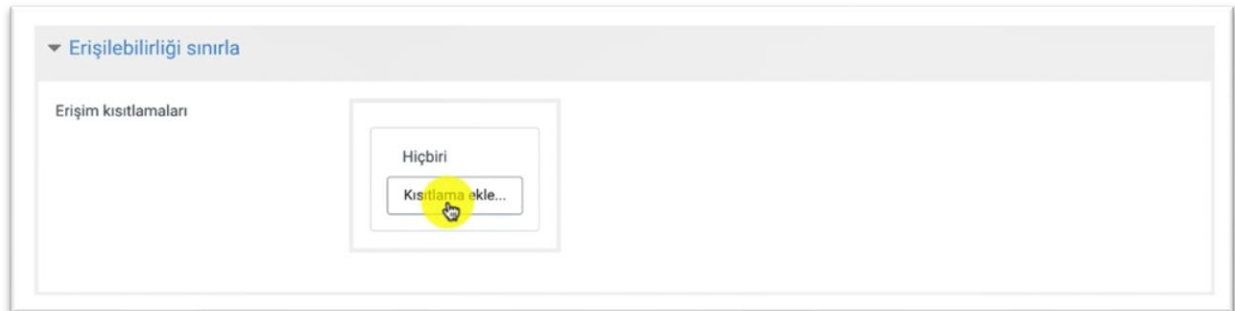 Erişilebilirliği sınırla
Erişim kısıtlamaları
Hiçbiri
Kısıtlama ekle...